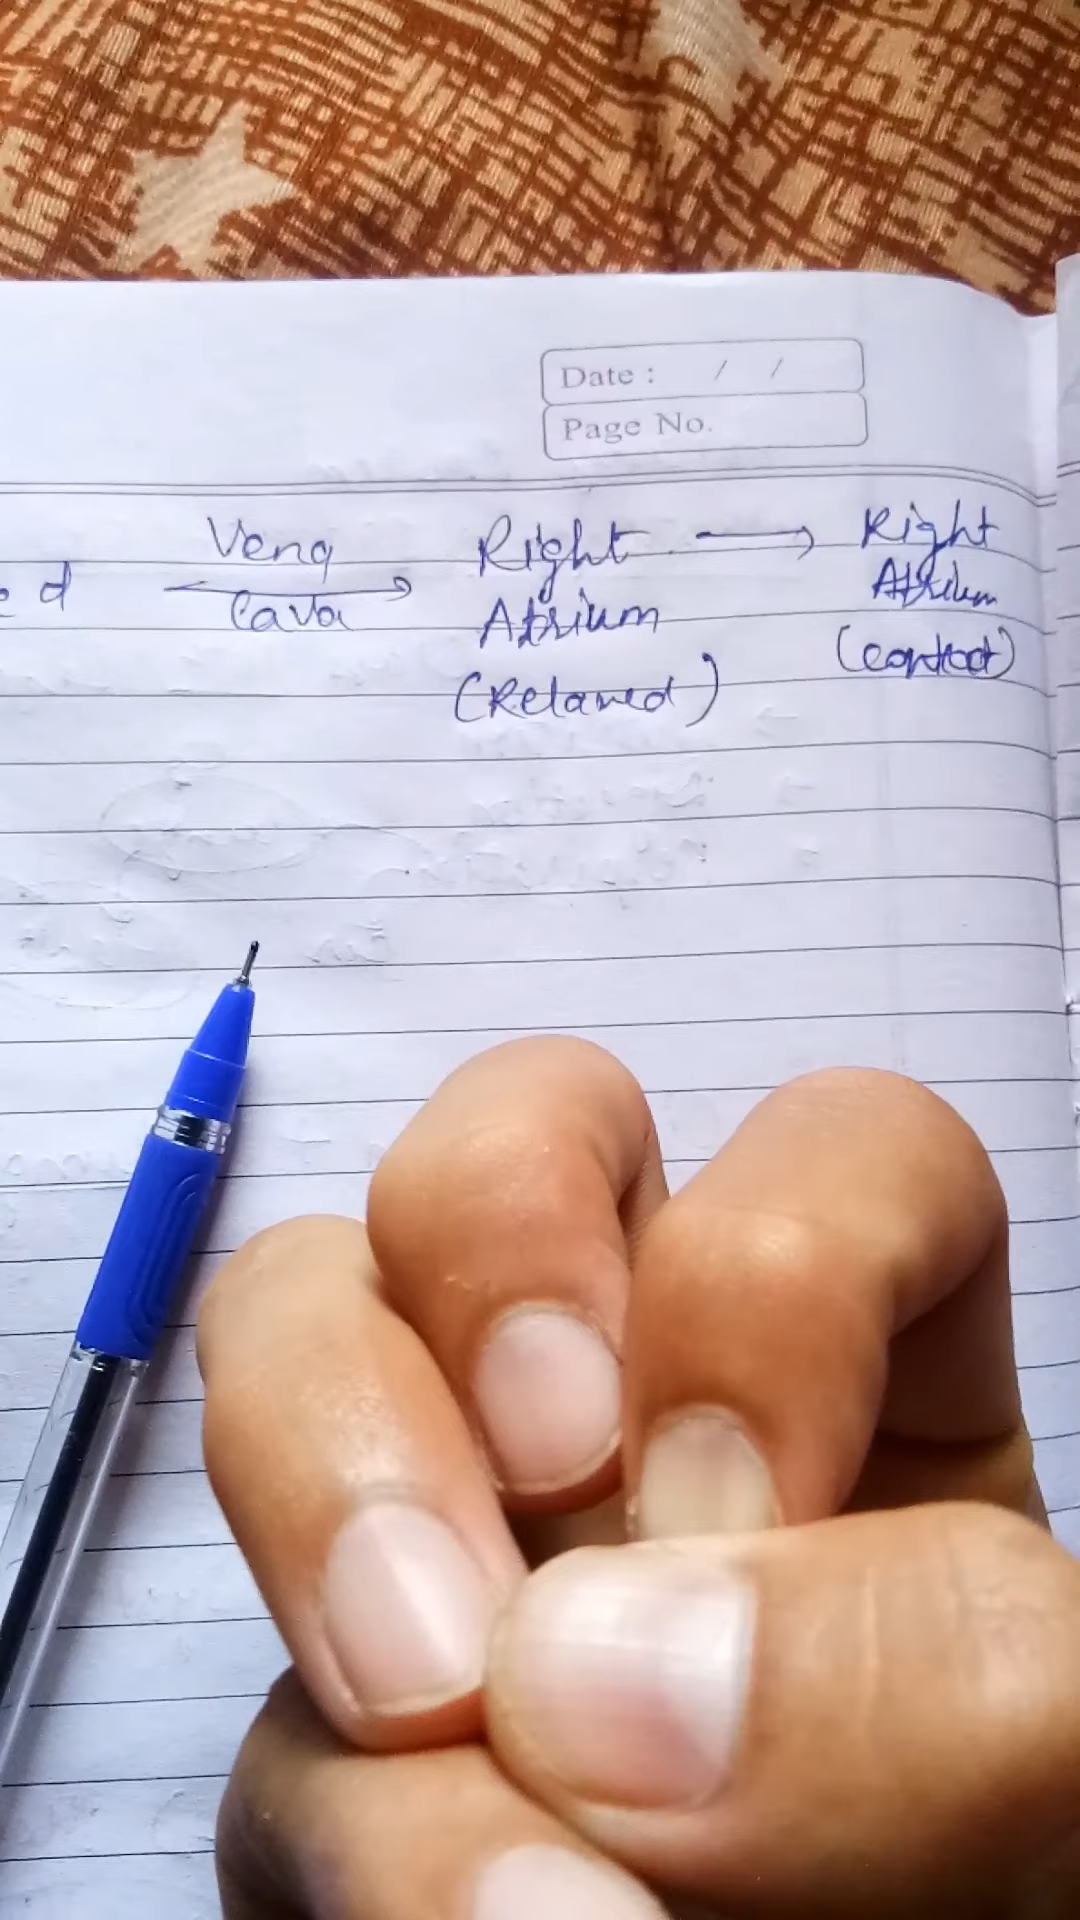 Date : / /
Page No.
d Vena Cava Right Atrium (Relaxed) → Right Atrium (contract)